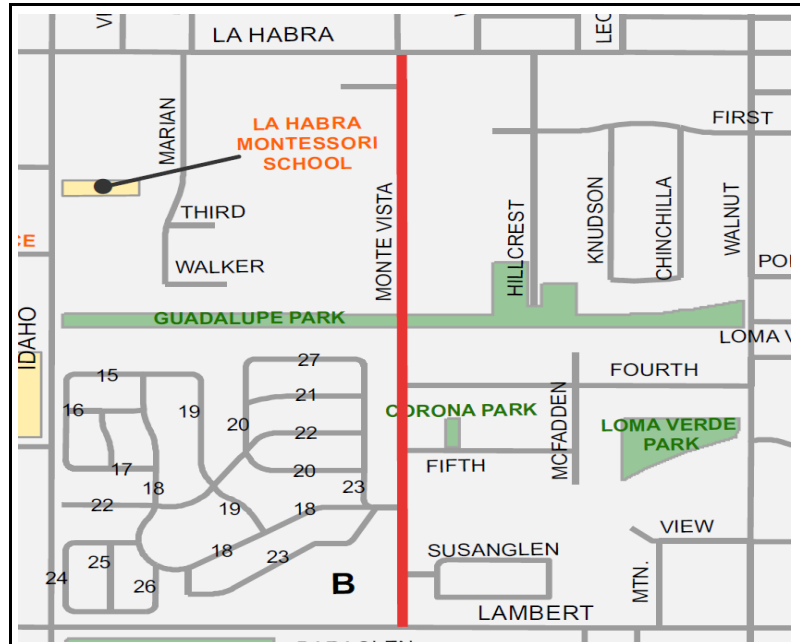 LA HABRA
MARIAN
LA HABRA
MONTESSORI
SCHOOL
FIRST
THIRD
WALKER
MONTE VISTA
HILLCREST
KNUDSON
CHINCHILLA
WALNUT
IDAHO
GUADALUPE PARK
LOMA V
27
15
21
FOURTH
16
19
20
CORONA PARK
MCFADDEN
LOMA VERDE
PARK
22
17
20
FIFTH
18
23
22
19
18
VIEW
18
23
SUSANGLEN
25
24
26
B
MTN.
LAMBERT